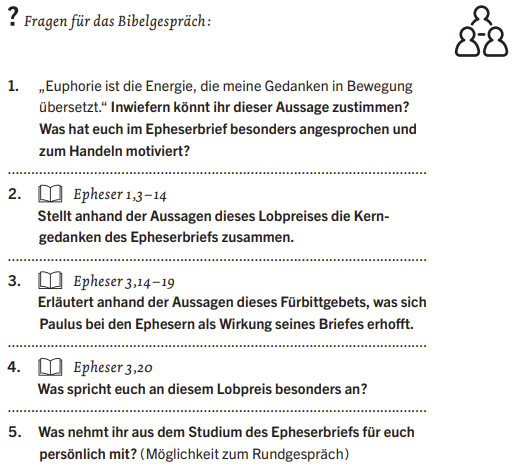 ? Fragen für das Bibelgespräch:
1. „Euphorie ist die Energie, die meine Gedanken in Bewegung
übersetzt.“ Inwiefern könnt ihr dieser Aussage zustimmen?
Was hat euch im Epheserbrief besonders angesprochen und
zum Handeln motiviert?
2. Epheser 1,3–14
Stellt anhand der Aussagen dieses Lobpreises die Kern-
gedanken des Epheserbriefs zusammen.
3. Epheser 3,14–19
Erläutert anhand der Aussagen dieses Fürbittgebets, was sich
Paulus bei den Ephesern als Wirkung seines Briefes erhofft.
4. Epheser 3,20
Was spricht euch an diesem Lobpreis besonders an?
5. Was nehmt ihr aus dem Studium des Epheserbriefs für euch
persönlich mit? (Möglichkeit zum Rundgespräch)